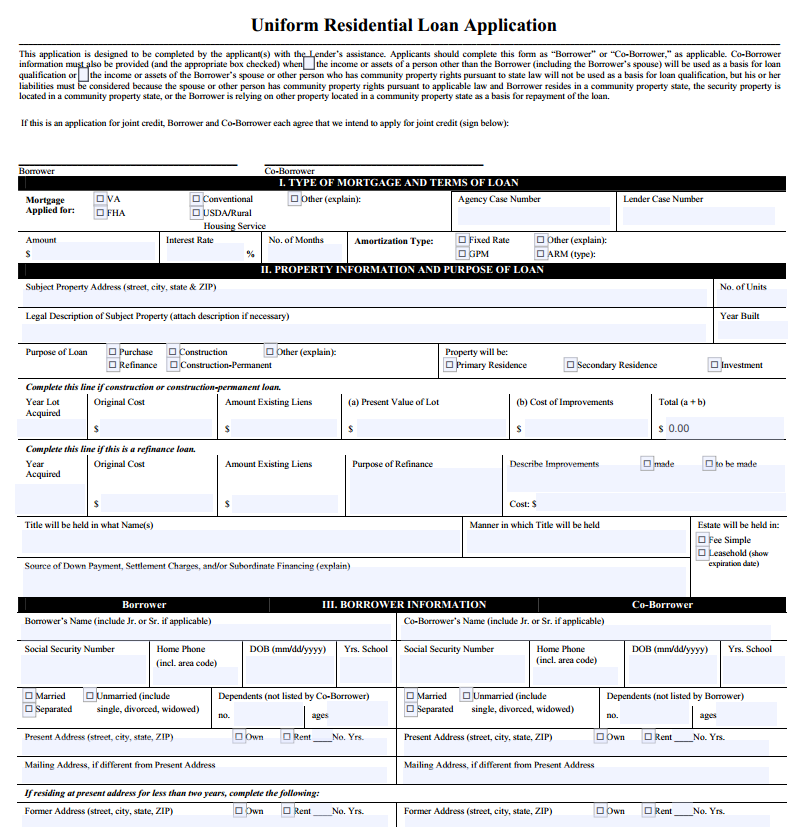 Uniform Residential Loan Application
This application is designed to be completed by the applicant(s) with the Lender's assistance. Applicants should complete this form as “Borrower” or “Co-Borrower,” as applicable. Co-Borrower
information must also be provided (and the appropriate box checked) when the income or assets of a person other than the Borrower (including the Borrower's spouse) will be used as a basis for loan
qualification or the income or assets of the Borrower's spouse or other person who has community property rights pursuant to state law will not be used as a basis for loan qualification, but his or her
liabilities must be considered because the spouse or other person has community property rights pursuant to applicable law and Borrower resides in a community property state, the security property is
located in a community property state, or the Borrower is relying on other property located in a community property state as a basis for repayment of the loan.
If this is an application for joint credit, Borrower and Co-Borrower each agree that we intend to apply for joint credit (sign below):
Borrower Co-Borrower
I. TYPE OF MORTGAGE AND TERMS OF LOAN
Mortgage Applied for:
VA Conventional Other (explain):
FHA USDA/Rural Housing Service
Agency Case Number
Lender Case Number
Amount
$
Interest Rate
%
No. of Months
Amortization Type:
Fixed Rate Other (explain):
GPM ARM (type):
II. PROPERTY INFORMATION AND PURPOSE OF LOAN
Subject Property Address (street, city, state & ZIP)
No. of Units
Legal Description of Subject Property (attach description if necessary)
Year Built
Purpose of Loan
Purchase Construction Other (explain):
Refinance Construction-Permanent
Property will be:
Primary Residence Secondary Residence Investment
Complete this line if construction or construction-permanent loan.
Year Lot Acquired
Original Cost
$
Amount Existing Liens
$
(a) Present Value of Lot
$
(b) Cost of Improvements
$
Total (a + b)
$ 0.00
Complete this line if this is a refinance loan.
Year Acquired
Original Cost
$
Amount Existing Liens
$
Purpose of Refinance
Describe Improvements made to be made
Cost: $
Title will be held in what Name(s)
Manner in which Title will be held
Estate will be held in:
Fee Simple
Leasehold (show
expiration date)
Source of Down Payment, Settlement Charges, and/or Subordinate Financing (explain)
Borrower III. BORROWER INFORMATION Co-Borrower
Borrower's Name (include Jr. or Sr. if applicable)
Co-Borrower's Name (include Jr. or Sr. if applicable)
Social Security Number
Home Phone
(incl. area code)
DOB (mm/dd/yyyy)
Yrs. School
Social Security Number
Home Phone
(incl. area code)
DOB (mm/dd/yyyy)
Yrs. School
Married Unmarried (include
Separated single, divorced, widowed)
Dependents (not listed by Co-Borrower)
no. ages
Married Unmarried (include
Separated single, divorced, widowed)
Dependents (not listed by Borrower)
no. ages
Present Address (street, city, state, ZIP) Own Rent ____No. Yrs.
Present Address (street, city, state, ZIP) Own Rent ____No. Yrs.
Mailing Address, if different from Present Address
Mailing Address, if different from Present Address
If residing at present address for less than two years, complete the following:
Former Address (street, city, state, ZIP) Own Rent ____No. Yrs.
Former Address (street, city, state, ZIP) Own Rent ____No. Yrs.